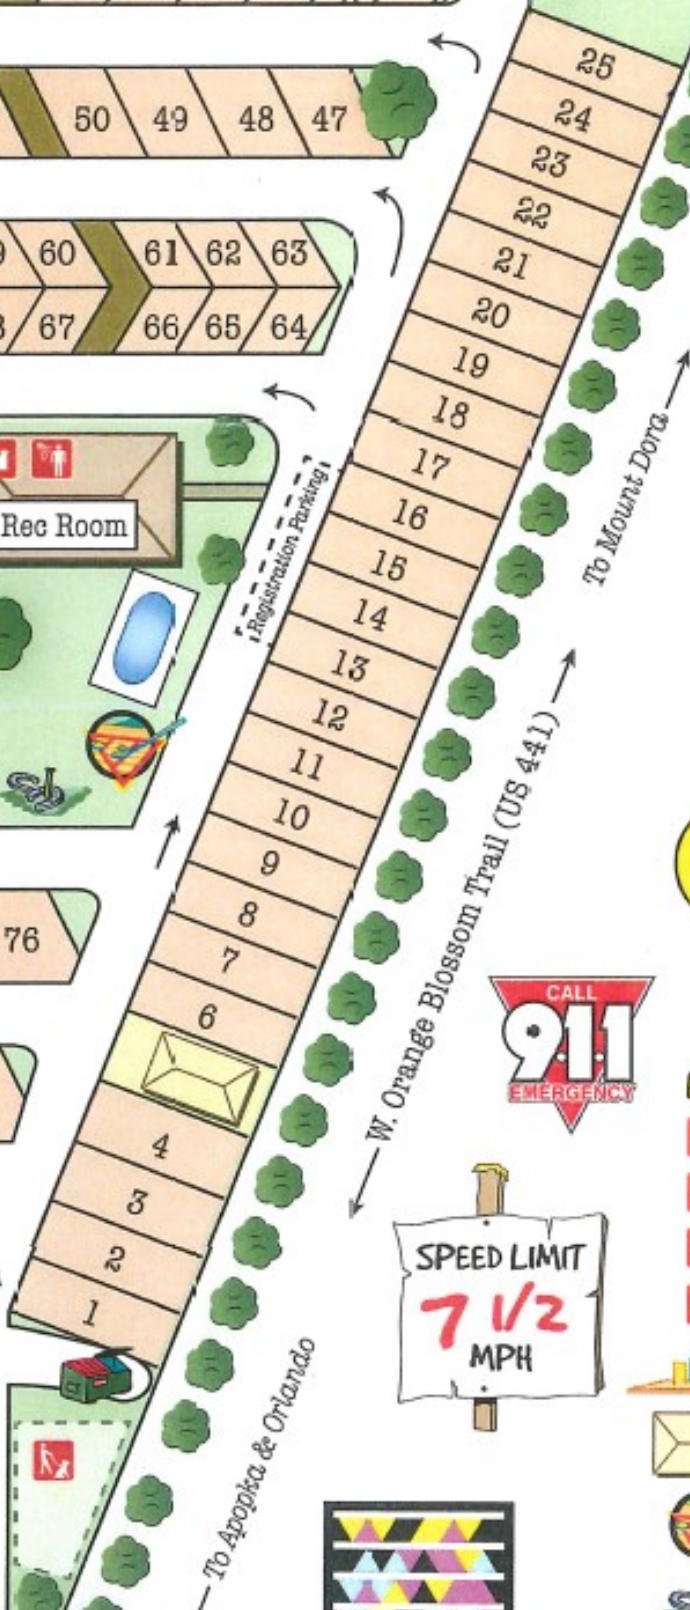 25
24
23
22
21
20
19
18
17
16
15
14
13
12
11
10
9
8
7
6
4
3
2
1
50 49 48 47
60 61 62 63
67 66 65 64
Rec Room
Registration Parking
76
To Mount Dora
W. Orange Blossom Trail (US 441)
To Apopka & Orlando
CALL
911
EMERGENCY
SPEED LIMIT
7 1/2
MPH